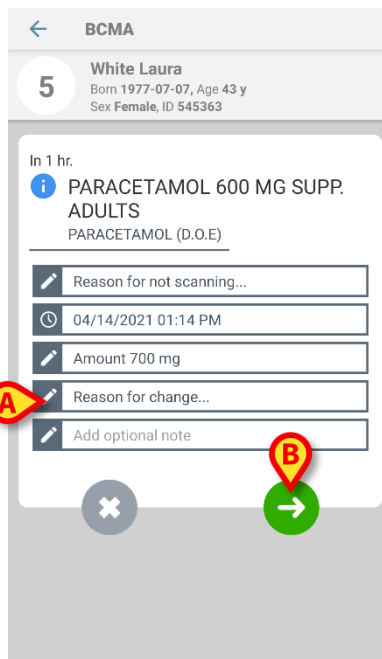 BCMA
5
White Laura
Born 1977-07-07, Age 43 y
Sex Female, ID 545363
In 1 hr.
i
PARACETAMOL 600 MG SUPP.
ADULTS
PARACETAMOL (D.O.E)
Reason for not scanning...
04/14/2021 01:14 PM
Amount 700 mg
A
Reason for change...
Add optional note
B